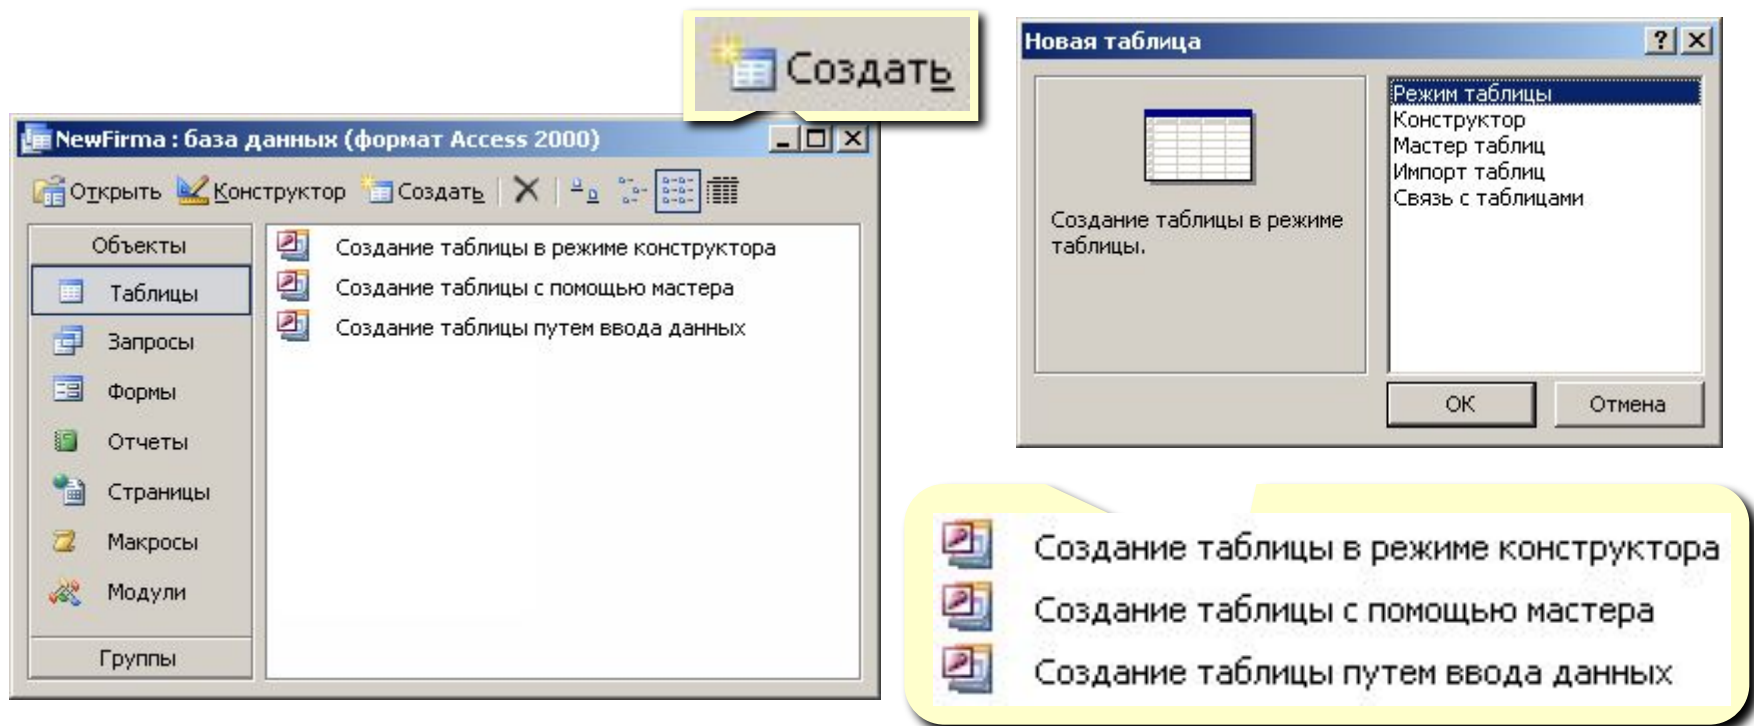 Создать
NewFirma : база данных (формат Access 2000)
Открыть Конструктор Создать
Объекты
Таблицы
Запросы
Формы
Отчеты
Страницы
Макросы
Модули
Группы
Создание таблицы в режиме конструктора
Создание таблицы с помощью мастера
Создание таблицы путем ввода данных
Новая таблица
Создание таблицы в режиме
таблицы.
Режим таблицы
Конструктор
Мастер таблиц
Импорт таблиц
Связь с таблицами
ОК Отмена
Создание таблицы в режиме конструктора
Создание таблицы с помощью мастера
Создание таблицы путем ввода данных